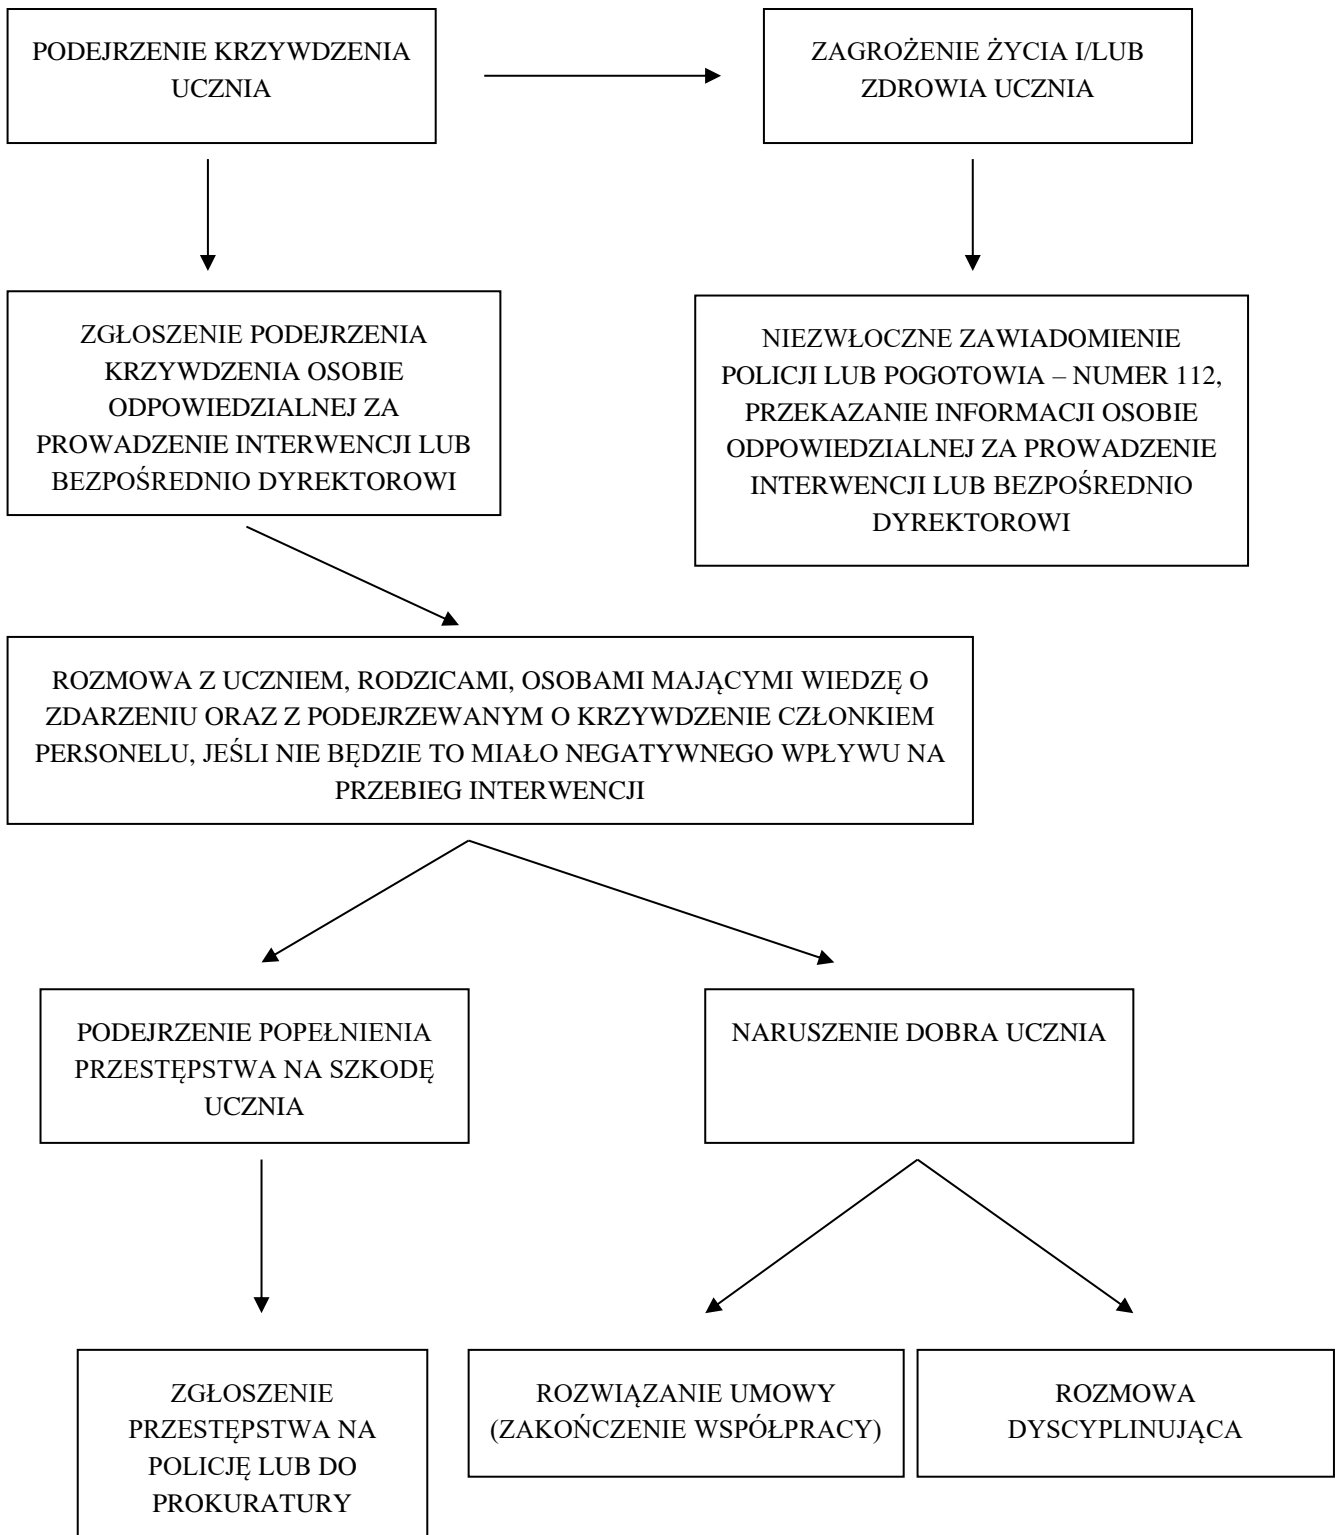 PODEJRZENIE KRZYWDZENIA
UCZNIA
ZAGROŻENIE ŻYCIA I/LUB
ZDROWIA UCZNIA
ZGŁOSZENIE PODEJRZENIA
KRZYWDZENIA OSOBIE
ODPOWIEDZIALNEJ ZA
PROWADZENIE INTERWENCJI LUB
BEZPOŚREDNIO DYREKTOROWI
NIEZWŁOCZNE ZAWIADOMIENIE
POLICJI LUB POGOTOWIA – NUMER 112,
PRZEKAZANIE INFORMACJI OSOBIE
ODPOWIEDZIALNEJ ZA PROWADZENIE
INTERWENCJI LUB BEZPOŚREDNIO
DYREKTOROWI
ROZMOWA Z UCZNIEM, RODZICAMI, OSOBAMI MAJĄCYMI WIEDZĘ O
ZDARZENIU ORAZ Z PODEJRZEWANYM O KRZYWDZENIE CZŁONKIEM
PERSONELU, JEŚLI NIE BĘDZIE TO MIAŁO NEGATYWNEGO WPŁYWU NA
PRZEBIEG INTERWENCJI
PODEJRZENIE POPEŁNIENIA
PRZESTĘPSTWA NA SZKODĘ
UCZNIA
NARUSZENIE DOBRA UCZNIA
ZGŁOSZENIE
PRZESTĘPSTWA NA
POLICJĘ LUB DO
PROKURATURY
ROZWIĄZANIE UMOWY
(ZAKOŃCZENIE WSPÓŁPRACY)
ROZMOWA
DYSCYPLINUJĄCA